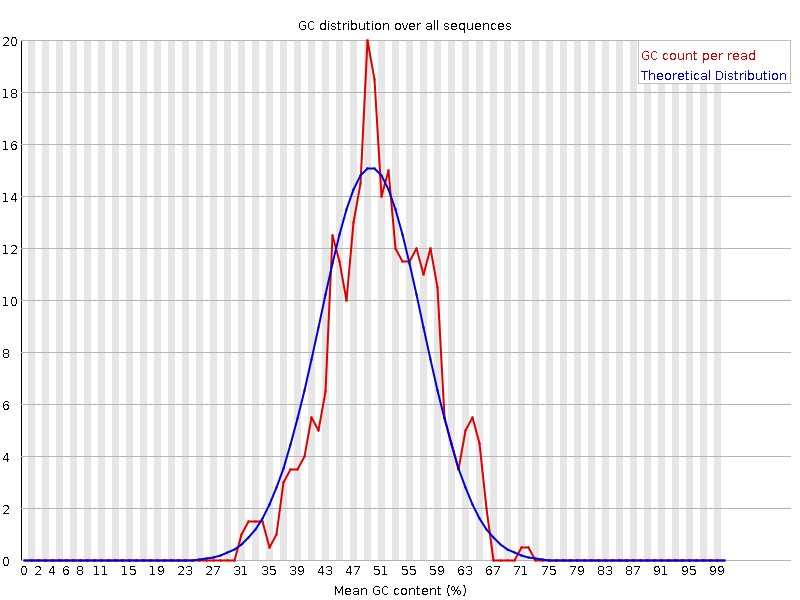 GC distribution over all sequences
GC count per read
Theoretical Distribution
20
18
16
14
12
10
8
6
4
2
0
0 2 4 6 8 11 15 19 23 27 31 35 39 43 47 51 55 59 63 67 71 75 79 83 87 91 95 99
Mean GC content (%)